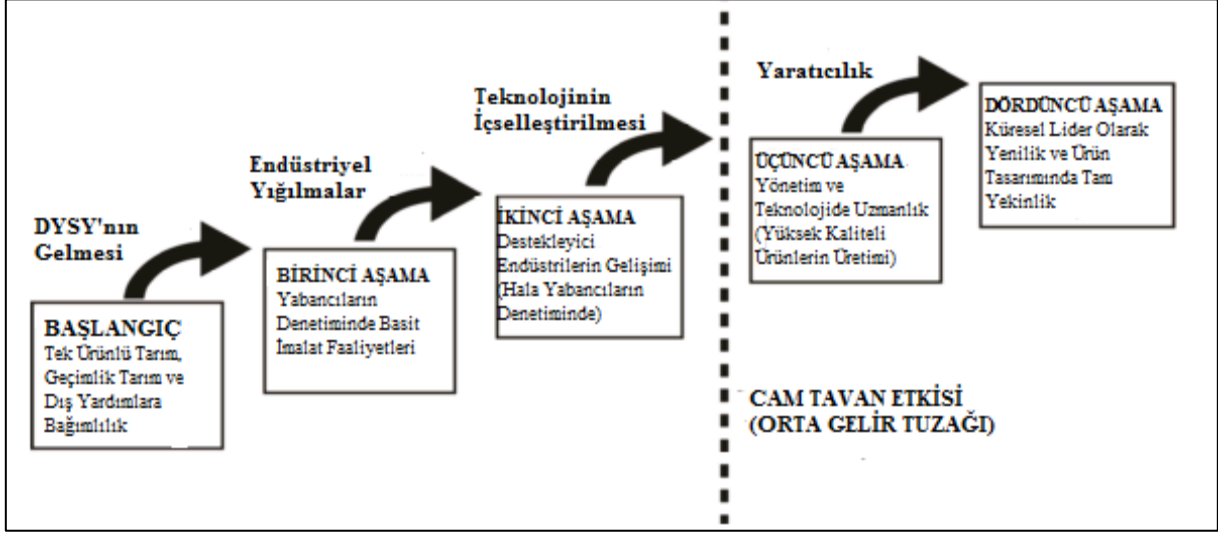 DYSY'nın
Gelmesi
BAŞLANGIÇ
Tek Ürünlü Tarım,
Geçimlik Tarım ve
Dış Yardımlara
Bağımlılık
Endüstriyel
Yığılmalar
BİRİNCİ AŞAMA
Yabancıların
Denetiminde Basit
İmalat Faaliyetleri
Teknolojinin
İçselleştirilmesi
İKİNCİ AŞAMA
Destekleyici
Endüstrilerin Gelişimi
(Hala Yabancıların
Denetiminde)
Yaratıcılık
ÜÇÜNCÜ AŞAMA
Yönetim ve
Teknolojide Uzmanlık
(Yüksek Kaliteli
Ürünlerin Üretimi)
DÖRDÜNCÜ AŞAMA
Küresel Lider Olarak
Yenilik ve Ürün
Tasarımında Tam
Yekinlik
CAM TAVAN ETKİSİ
(ORTA GELİR TUZAĞI)